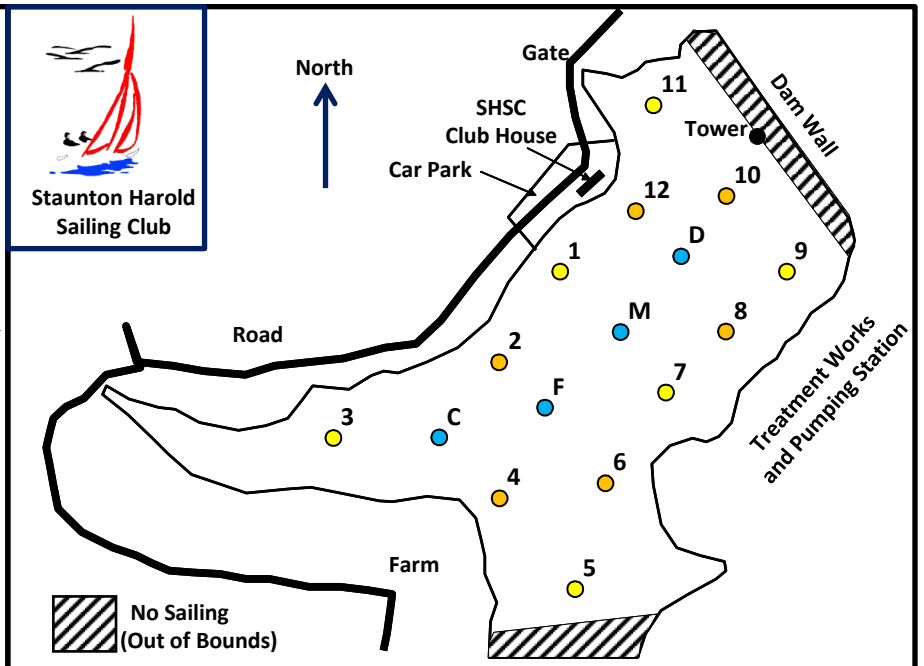 Staunton Harold
Sailing Club
North
Gate
SHSC
Club House
Car Park
11
Tower
Dam Wall
12
10
D
1
9
M
8
Road
2
7
Treatment Works
and Pumping Station
F
3
C
4
6
Farm
5
No Sailing
(Out of Bounds)